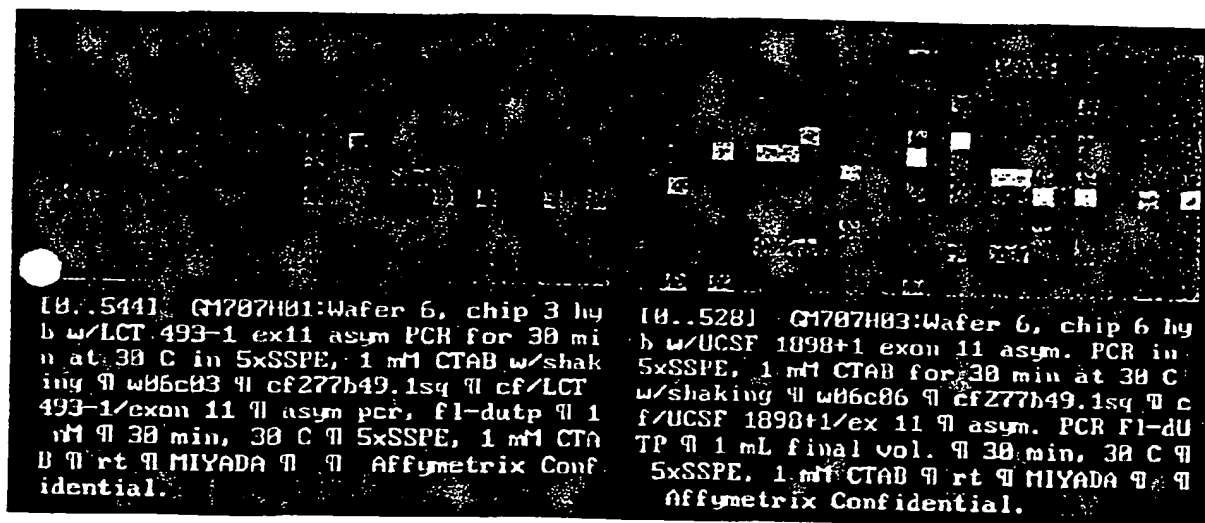 [0..544] GM707H01:Wafer 6, chip 3 hy
b w/LCT 493-1 ex11 asym PCR for 30 mi
n at 30 C in 5xSSPE, 1 mM CTAB w/shak
ing ¶ w06c03 ¶ cf277b49.1sq ¶ cf/LCT
493-1/exon 11 ¶ asym pcr, fl-dutp ¶ 1
nM ¶ 30 min, 30 C ¶ 5xSSPE, 1 mM CTA
B ¶ rt ¶ MIYADA ¶ ¶ Affymetrix Conf
idential.
[0..528] GM707H03:Wafer 6, chip 6 hy
b w/UCSF 1898+1 exon 11 asym. PCR in
5xSSPE, 1 mM CTAB for 30 min at 30 C
w/shaking ¶ w06c06 ¶ cf277b49.1sq ¶ c
f/UCSF 1898+1/ex 11 ¶ asym. PCR Fl-dU
TP ¶ 1 mL final vol. ¶ 30 min, 30 C ¶
5xSSPE, 1 mM CTAB ¶ rt ¶ MIYADA ¶ ¶
Affymetrix Confidential.